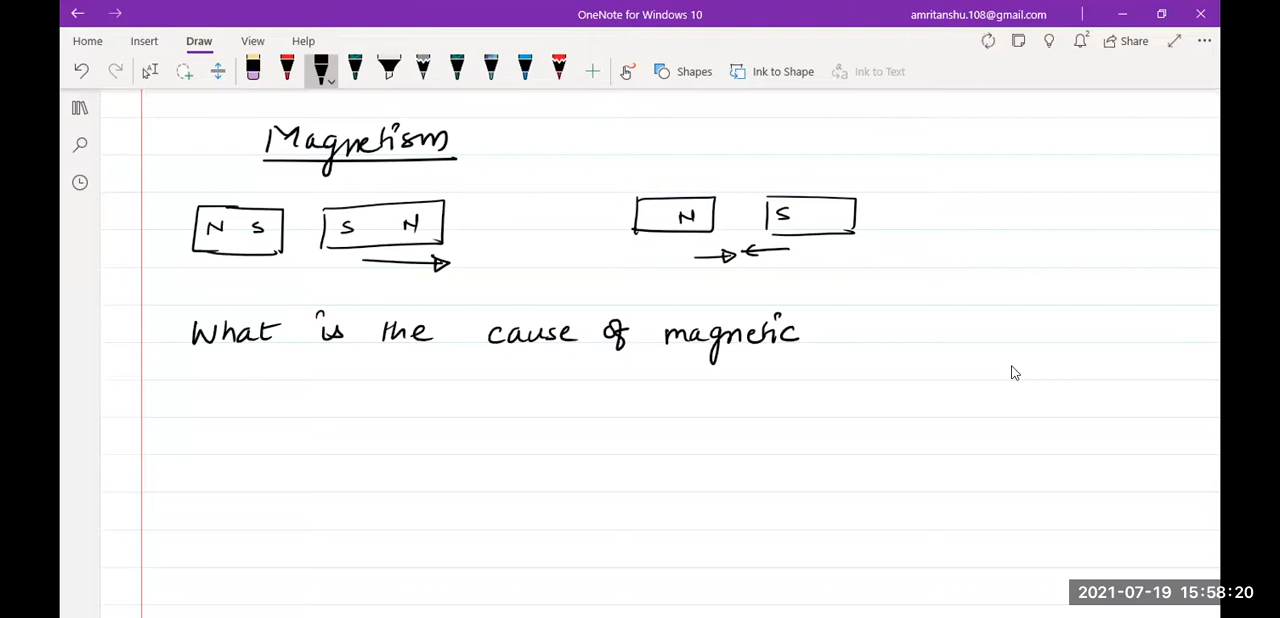 OneNote for Windows 10
amritanshu.108@gmail.com
Home Insert Draw View Help
2
Share
Ink to Shape
Shapes
Ink to Text
Magnetism
N S S N N S
What is the cause of magnetic
2021-07-19 15:58:20